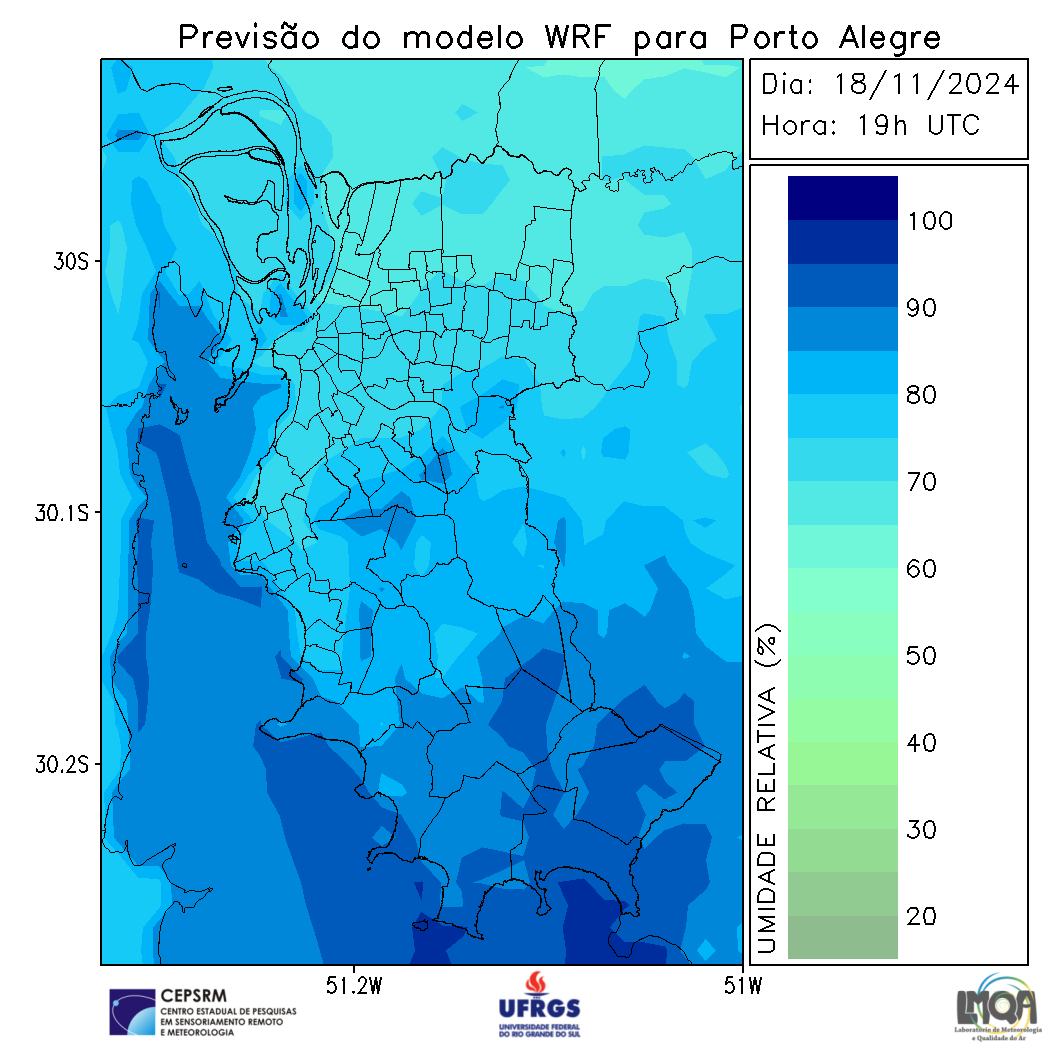 Previsão do modelo WRF para Porto Alegre
Dia: 18/11/2024
Hora: 19h UTC
100
90
80
70
60
50
40
30
20
UMIDADE RELATIVA (%)
30S
30.1S
30.2S
51.2W
51W
CEPSRM
CENTRO ESTADUAL DE PESQUISAS
EM SENSORIAMENTO REMOTO
E METEOROLOGIA
UFRGS
UNIVERSIDADE FEDERAL
DO RIO GRANDE DO SUL
LMQA
Laboratório de Meteorologia
e Qualidade do Ar